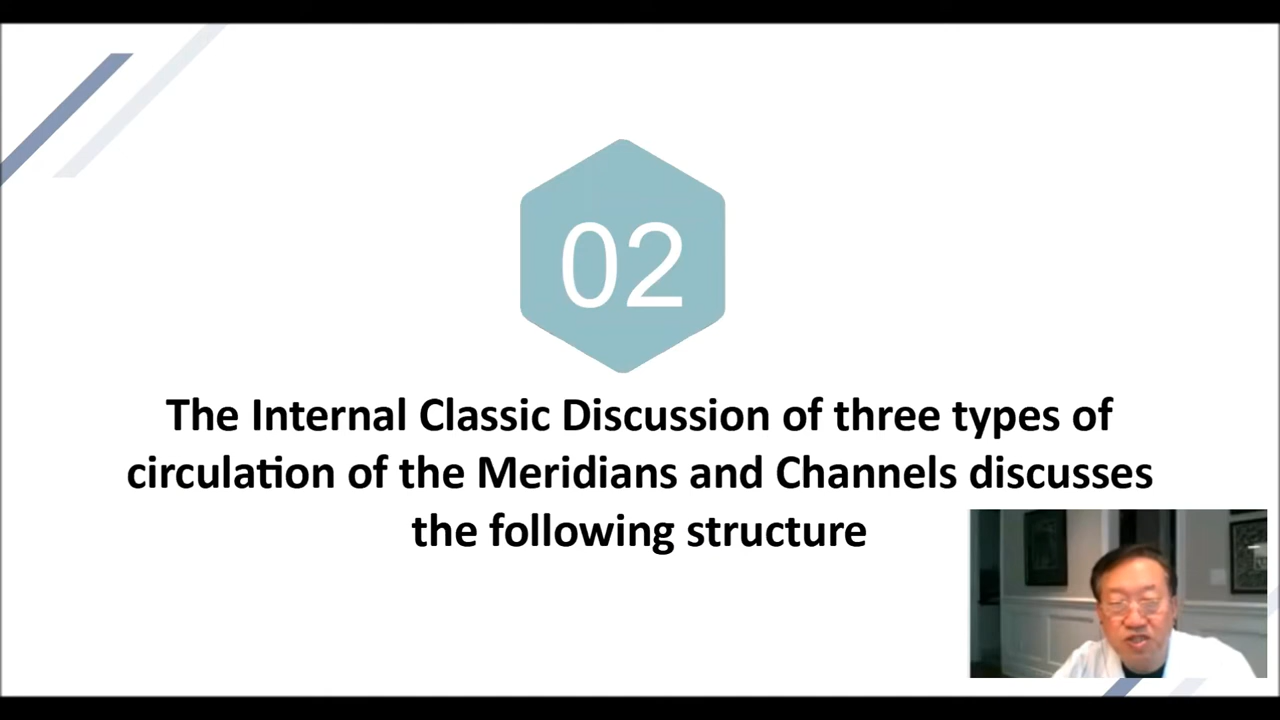 02
The Internal Classic Discussion of three types of
circulation of the Meridians and Channels discusses
the following structure